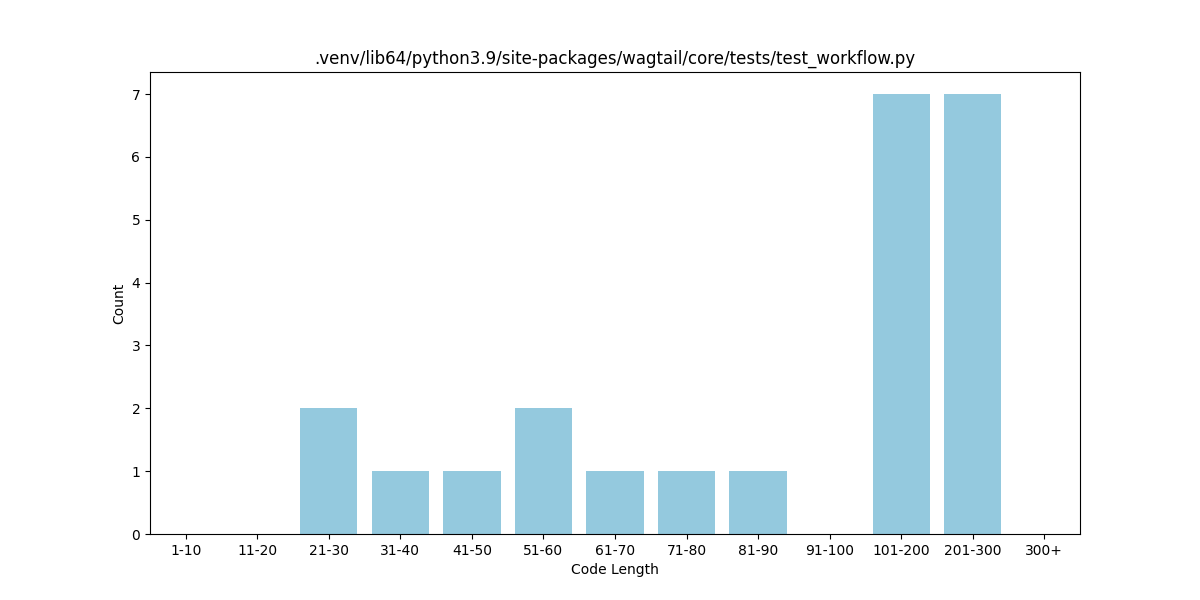 .venv/lib64/python3.9/site-packages/wagtail/core/tests/test_workflow.py
7
6
5
4
3
2
1
0
Count
1-10 11-20 21-30 31-40 41-50 51-60 61-70 71-80 81-90 91-100 101-200 201-300 300+
Code Length